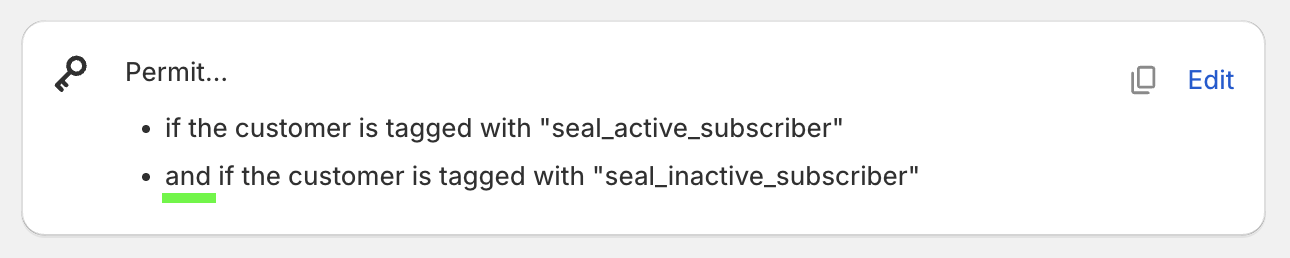 Permit...
Edit
• if the customer is tagged with "seal_active_subscriber"
• and if the customer is tagged with "seal_inactive_subscriber"